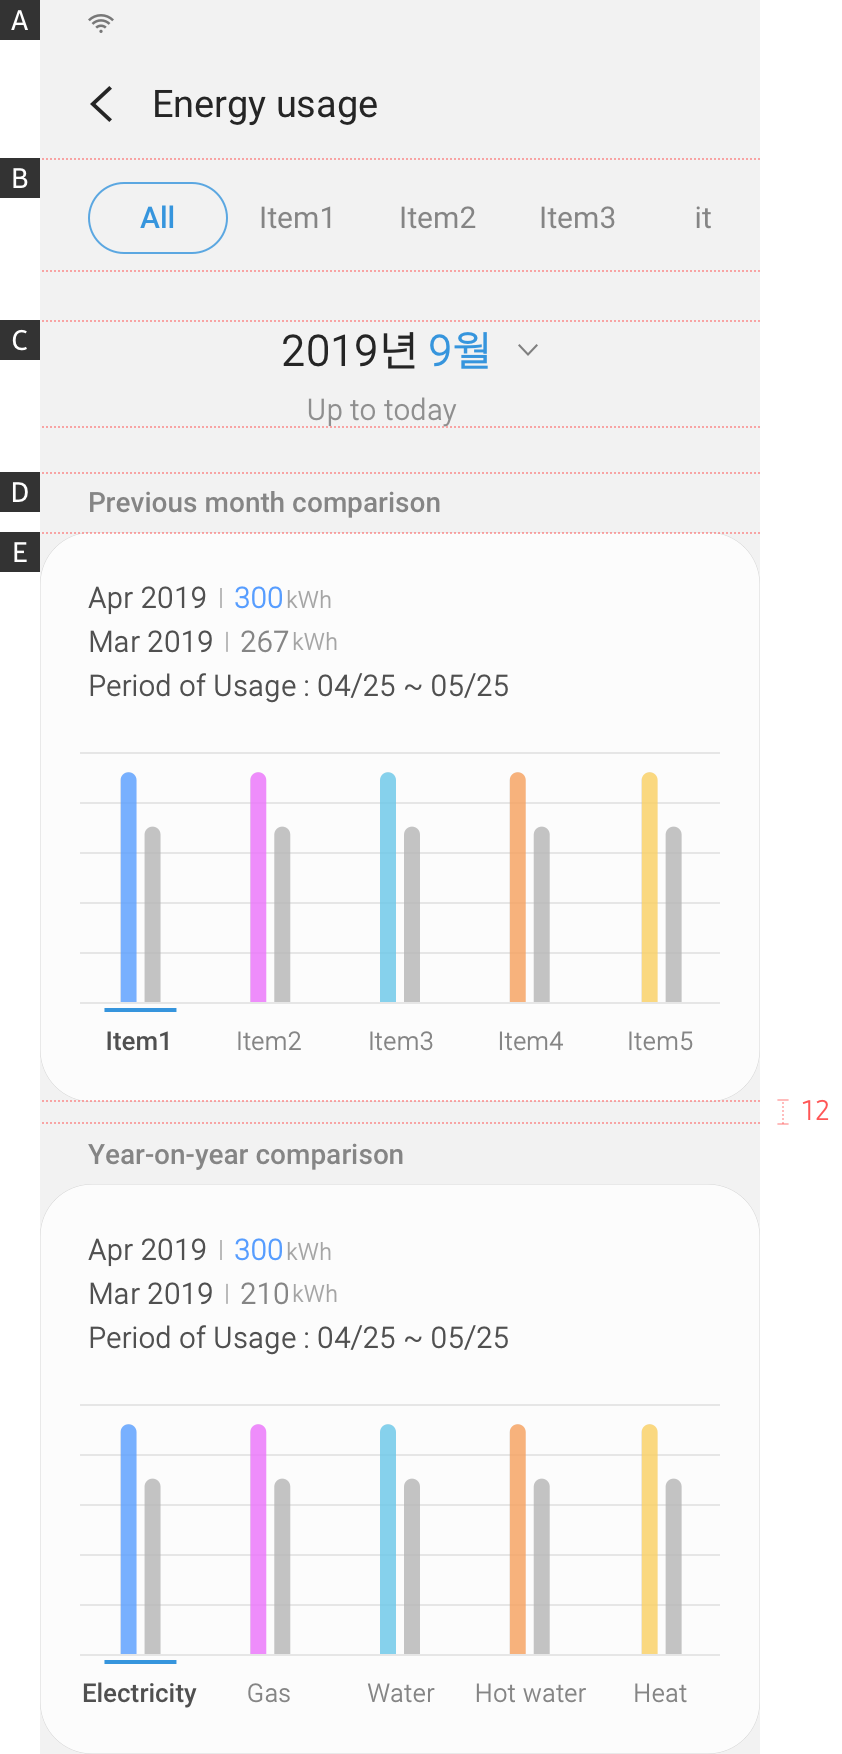 A
Energy usage
B
All Item1 Item2 Item3 it
C
2019년 9월
Up to today
D
Previous month comparison
E
Apr 2019 | 300 kWh
Mar 2019 | 267 kWh
Period of Usage : 04/25 ~ 05/25
Item1 Item2 Item3 Item4 Item5
12
Year-on-year comparison
Apr 2019 | 300 kWh
Mar 2019 | 210 kWh
Period of Usage : 04/25 ~ 05/25
Electricity Gas Water Hot water Heat